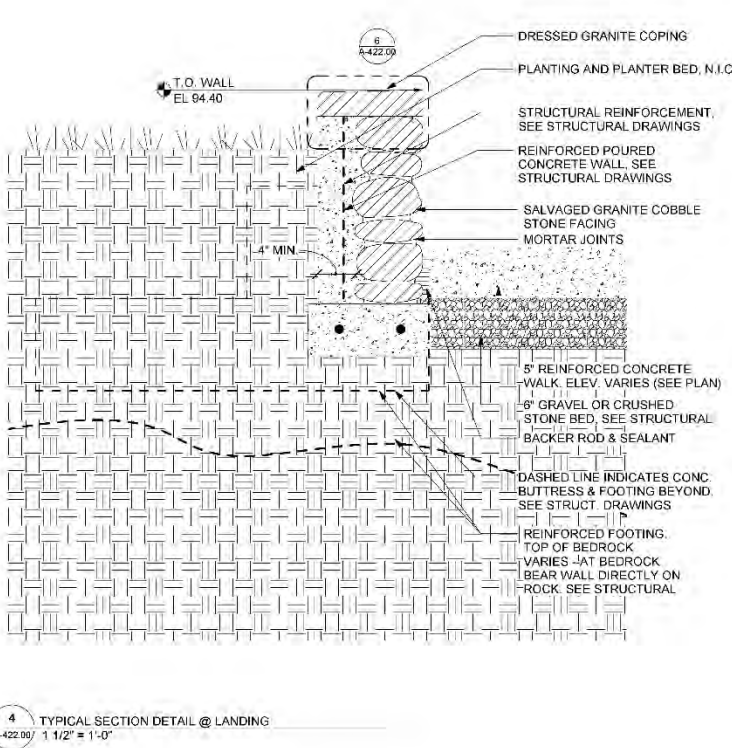 6
A-422.00
DRESSED GRANITE COPING
PLANTING AND PLANTER BED, N.I.C
T.O. WALL
EL 94.40
STRUCTURAL REINFORCEMENT,
SEE STRUCTURAL DRAWINGS
REINFORCED POURED
CONCRETE WALL, SEE
STRUCTURAL DRAWINGS
SALVAGED GRANITE COBBLE
STONE FACING
MORTAR JOINTS
4" MIN.
5" REINFORCED CONCRETE
WALK. ELEV. VARIES (SEE PLAN)
6" GRAVEL OR CRUSHED
STONE BED, SEE STRUCTURAL
BACKER ROD & SEALANT
DASHED LINE INDICATES CONC.
BUTTRESS & FOOTING BEYOND.
SEE STRUCT. DRAWINGS
REINFORCED FOOTING.
TOP OF BEDROCK
VARIES - AT BEDROCK
BEAR WALL DIRECTLY ON
ROCK. SEE STRUCTURAL
4
-422.00
TYPICAL SECTION DETAIL @ LANDING
1 1/2" = 1'-0"